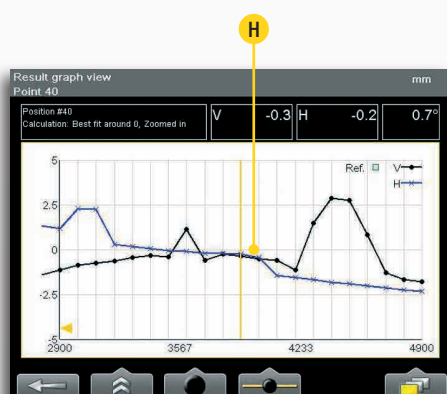 H
Result graph view
mm
Point 40
Position #40
Calculation: Best fit around 0, Zoomed in
V -0.3
H -0.2
0.7°
Ref.
V
H
5
2.5
0
-2.5
-5
2900 3567 4233 4900